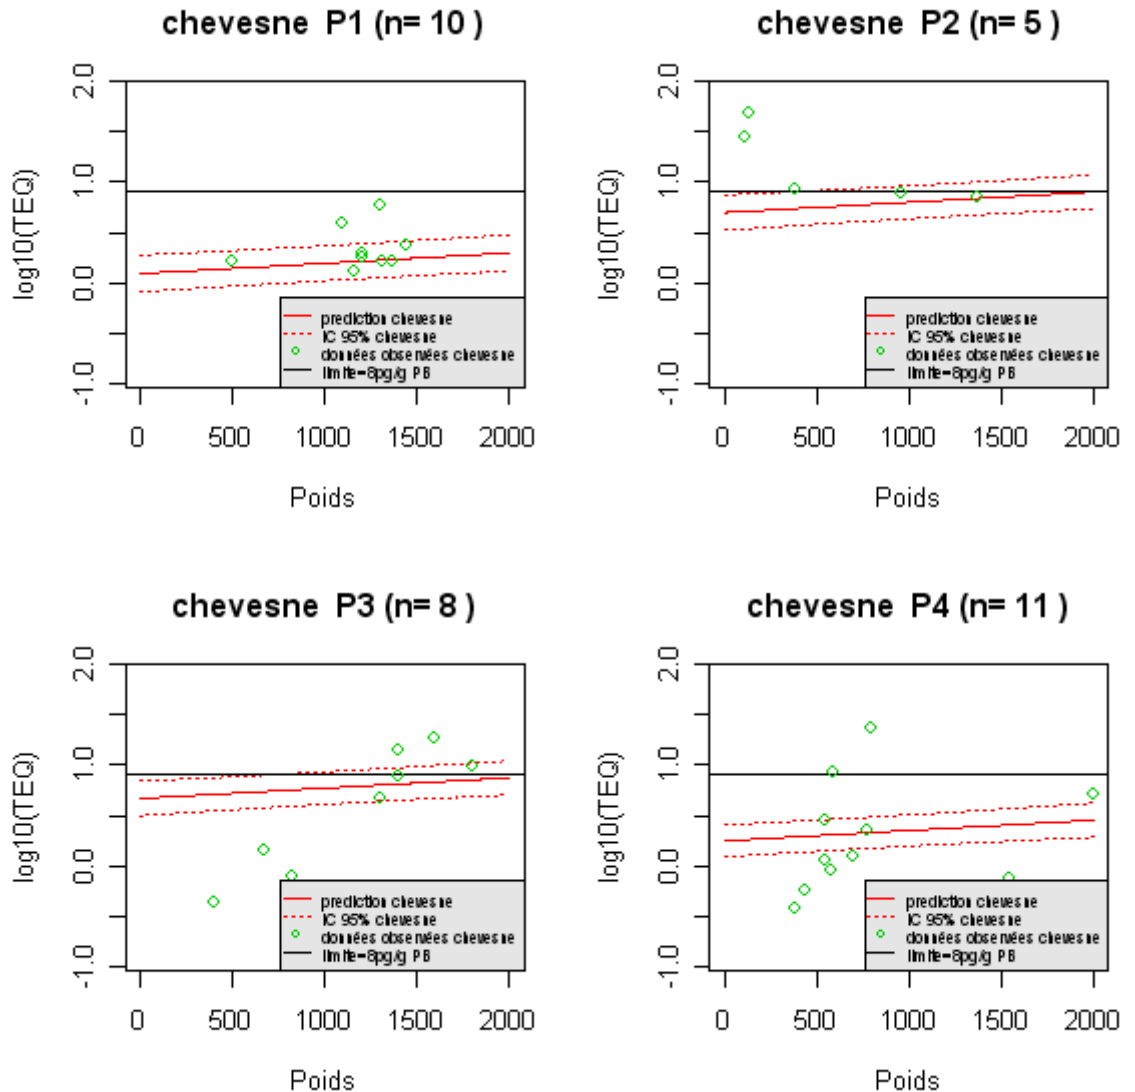 chevesne P1 (n= 10 )
log10(TEQ)
2.0
1.0
0.0
-1.0
prediction chevesne
IC 95% chevesne
données observées chevesne
limite=8pg/g PB
0 500 1000 1500 2000
Poids
chevesne P2 (n= 5 )
log10(TEQ)
2.0
1.0
0.0
-1.0
prediction chevesne
IC 95% chevesne
données observées chevesne
limite=8pg/g PB
0 500 1000 1500 2000
Poids
chevesne P3 (n= 8 )
log10(TEQ)
2.0
1.0
0.0
-1.0
prediction chevesne
IC 95% chevesne
données observées chevesne
limite=8pg/g PB
0 500 1000 1500 2000
Poids
chevesne P4 (n= 11 )
log10(TEQ)
2.0
1.0
0.0
-1.0
prediction chevesne
IC 95% chevesne
données observées chevesne
limite=8pg/g PB
0 500 1000 1500 2000
Poids